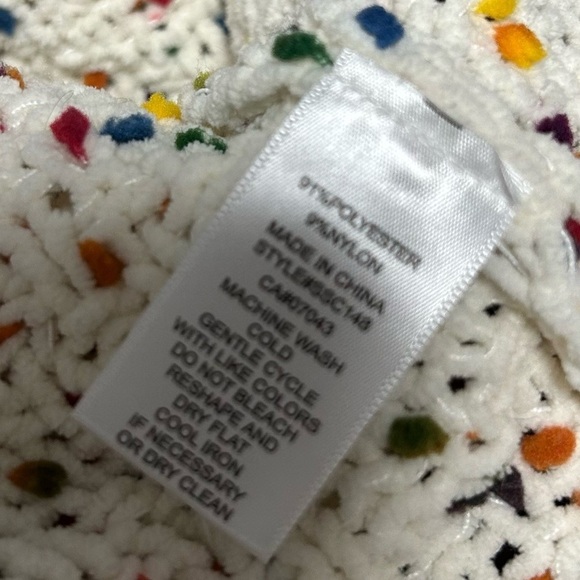 91%POLYESTER
9%NYLON
MADE IN CHINA
STYLE#SSC148
CA#07043
MACHINE WASH
COLD
GENTLE CYCLE
WITH LIKE COLORS
DO NOT BLEACH
RESHAPE AND
DRY FLAT
COOL IRON
IF NECESSARY
OR DRY CLEAN